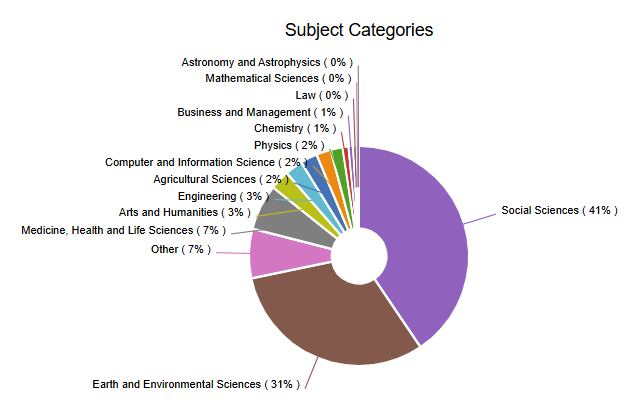 Subject Categories
Astronomy and Astrophysics ( 0% )
Mathematical Sciences ( 0% )
Law ( 0% )
Business and Management ( 1% )
Chemistry ( 1% )
Physics ( 2% )
Computer and Information Science ( 2% )
Agricultural Sciences ( 2% )
Engineering ( 3% )
Arts and Humanities ( 3% )
Social Sciences ( 41% )
Medicine, Health and Life Sciences ( 7% )
Other ( 7% )
Earth and Environmental Sciences ( 31% )